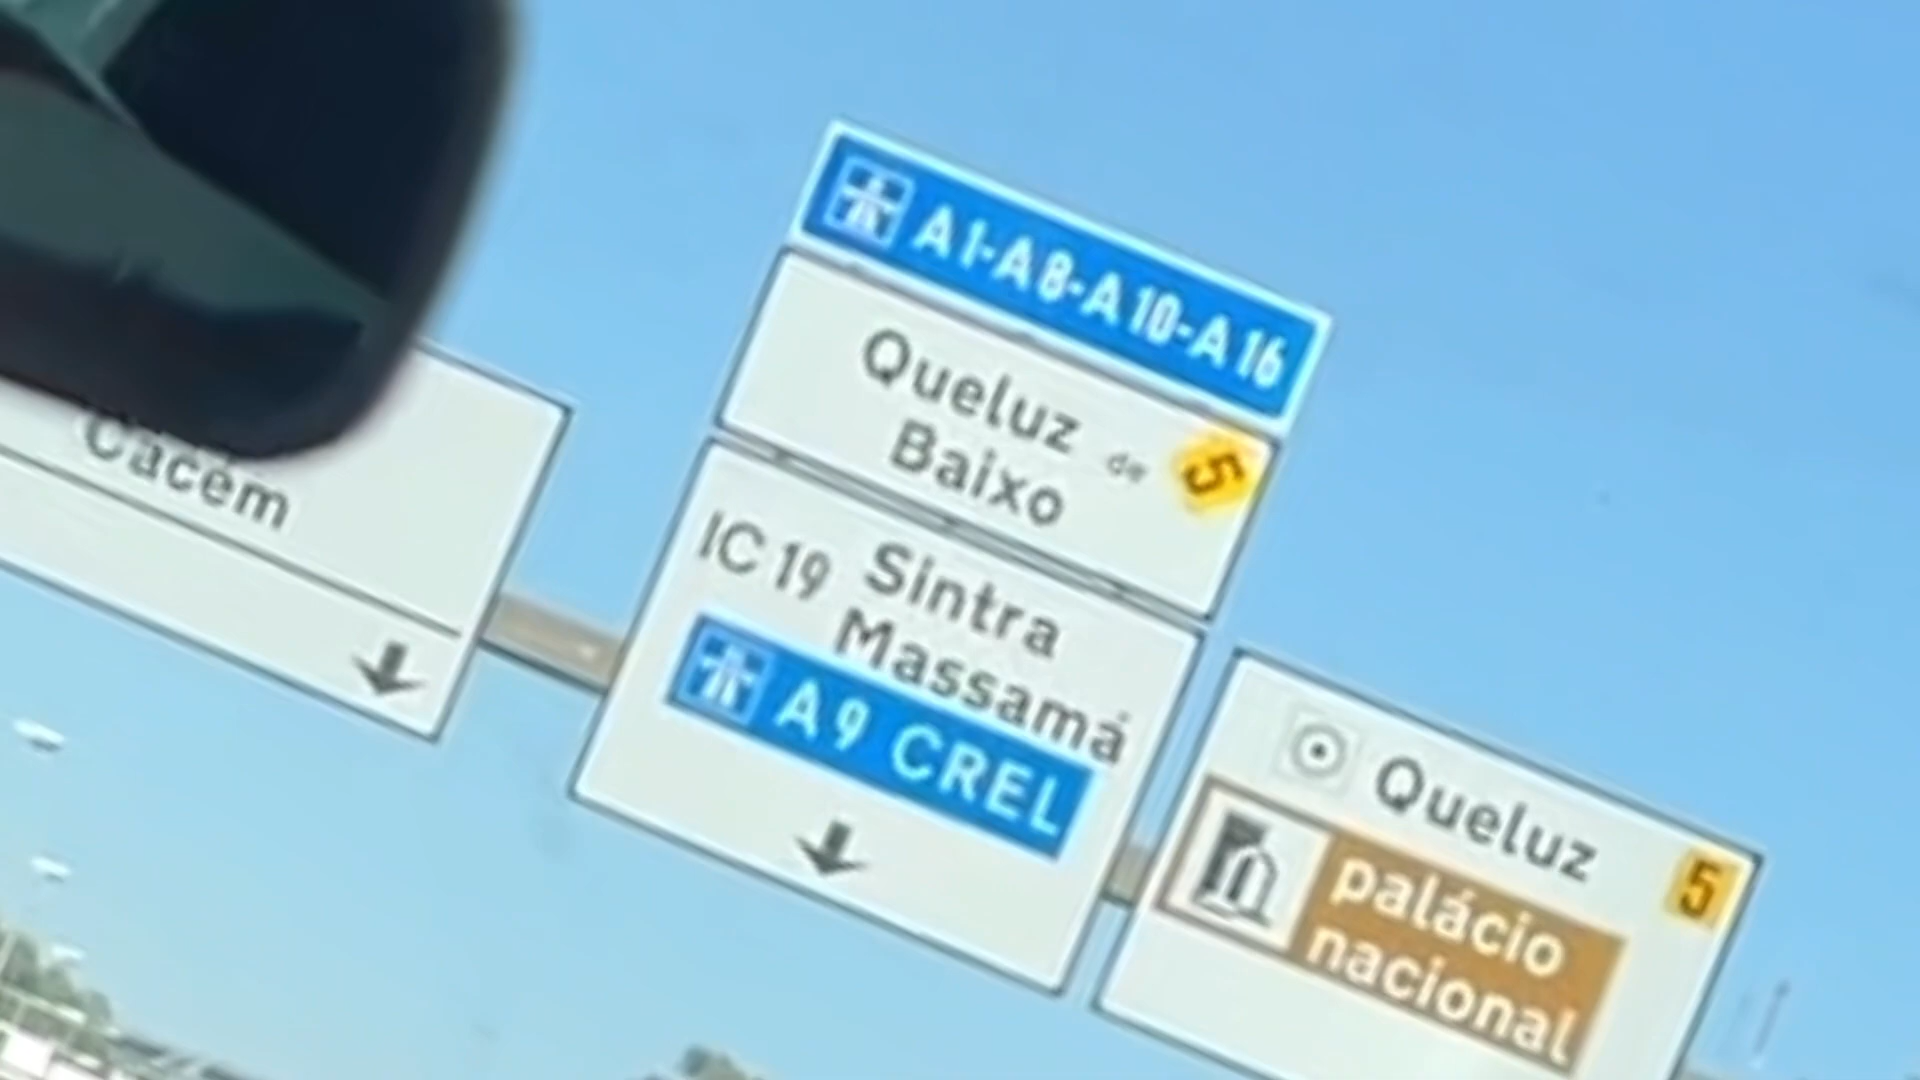 Cacém
A1-A8-A10-A16
Queluz de
Baixo
5
IC 19 Sintra
Massamá
A9 CREL
Queluz
5
palácio
nacional